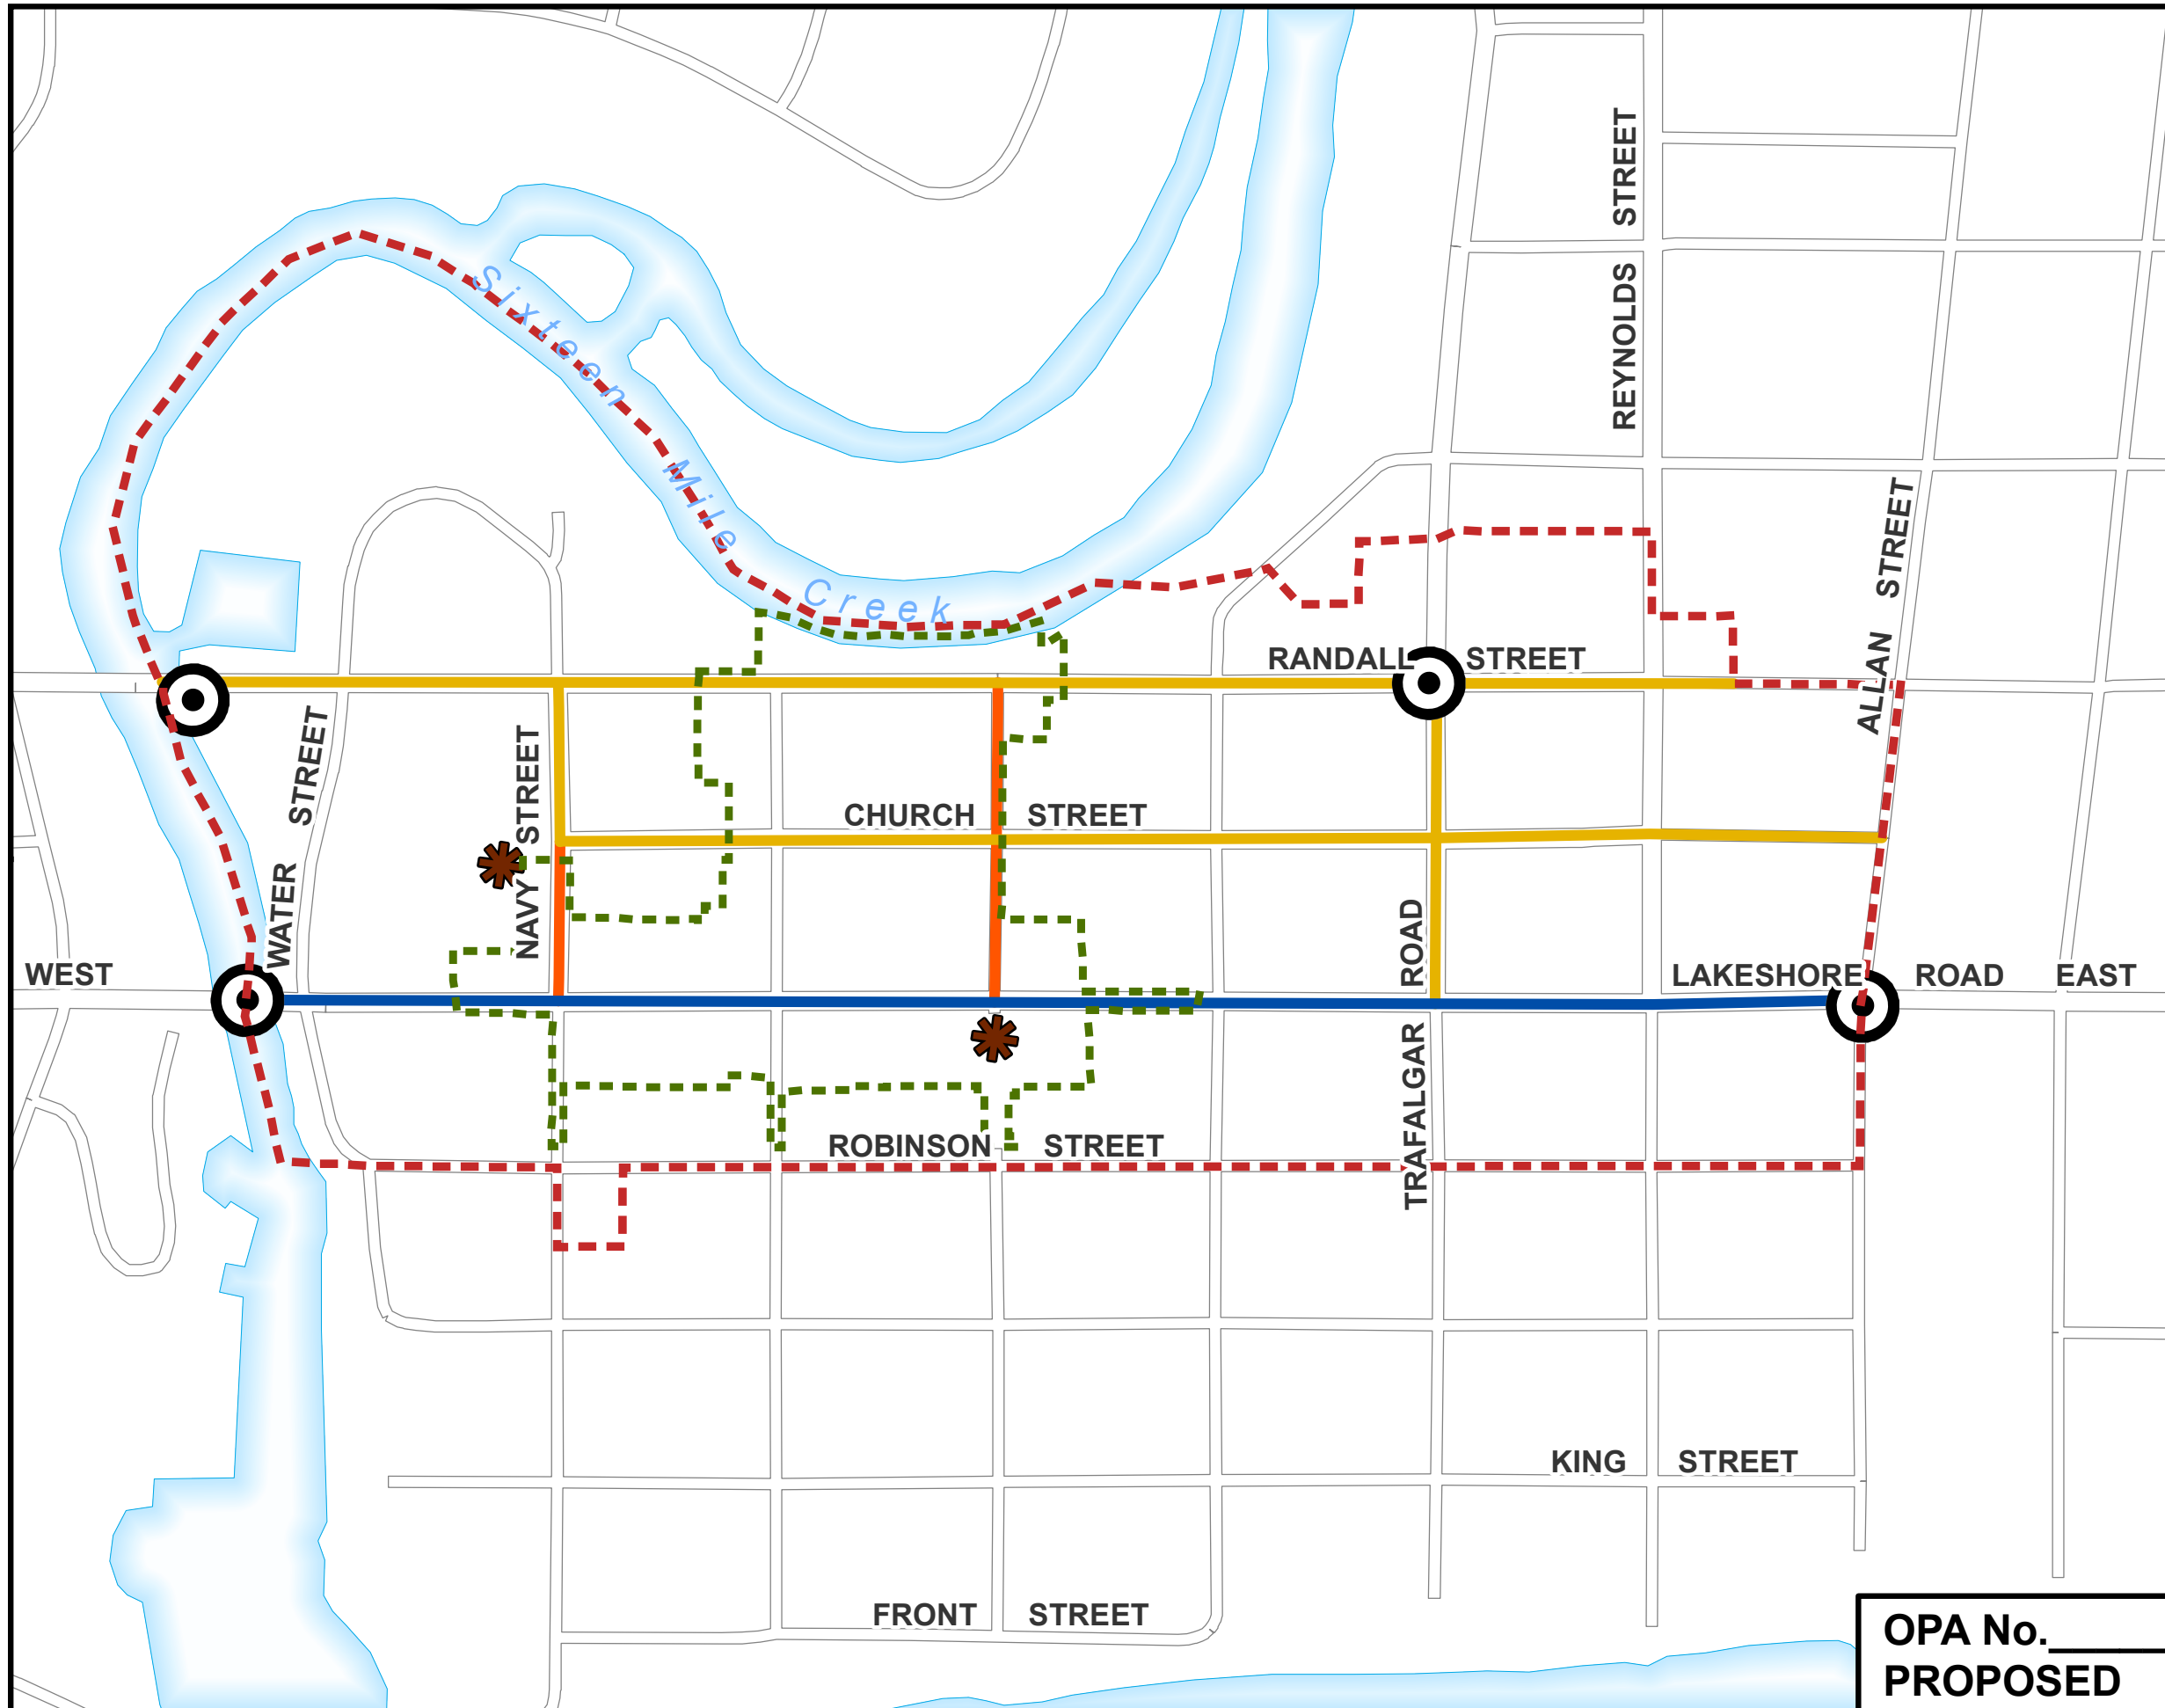 REYNOLDS STREET
Sixteen Mile Creek
ALLAN STREET
RANDALL STREET
WATER STREET
NAVY STREET
CHURCH STREET
WEST
LAKESHORE ROAD EAST
TRAFALGAR ROAD
ROBINSON STREET
KING STREET
FRONT STREET
OPA No.______
PROPOSED